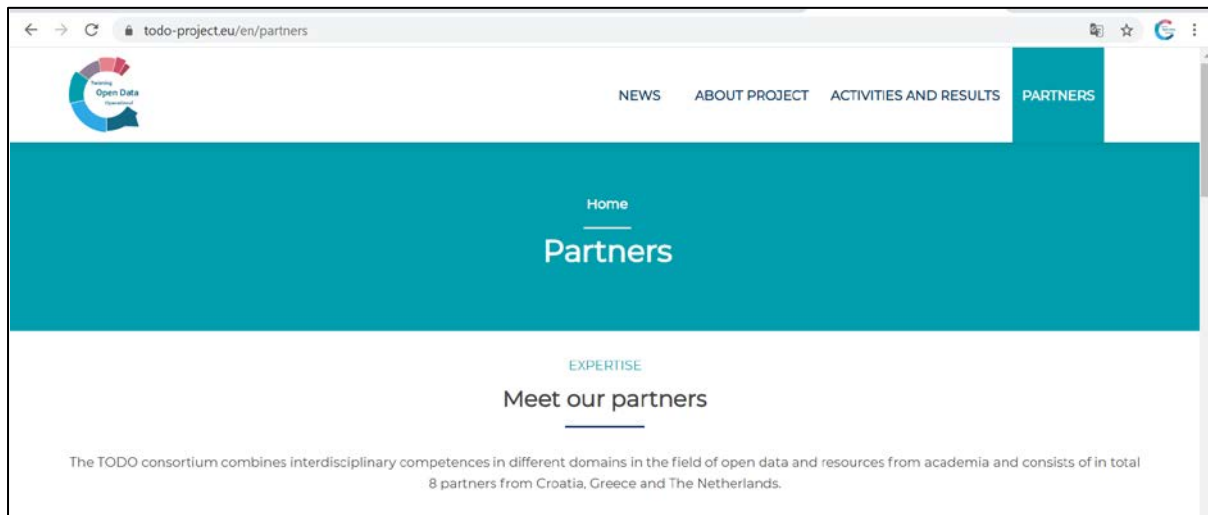 todo-project.eu/en/partners
Twinning
Open Data
Operational
NEWS ABOUT PROJECT ACTIVITIES AND RESULTS PARTNERS
Home
Partners
EXPERTISE
Meet our partners
The TODO consortium combines interdisciplinary competences in different domains in the field of open data and resources from academia and consists of in total
8 partners from Croatia, Greece and The Netherlands.